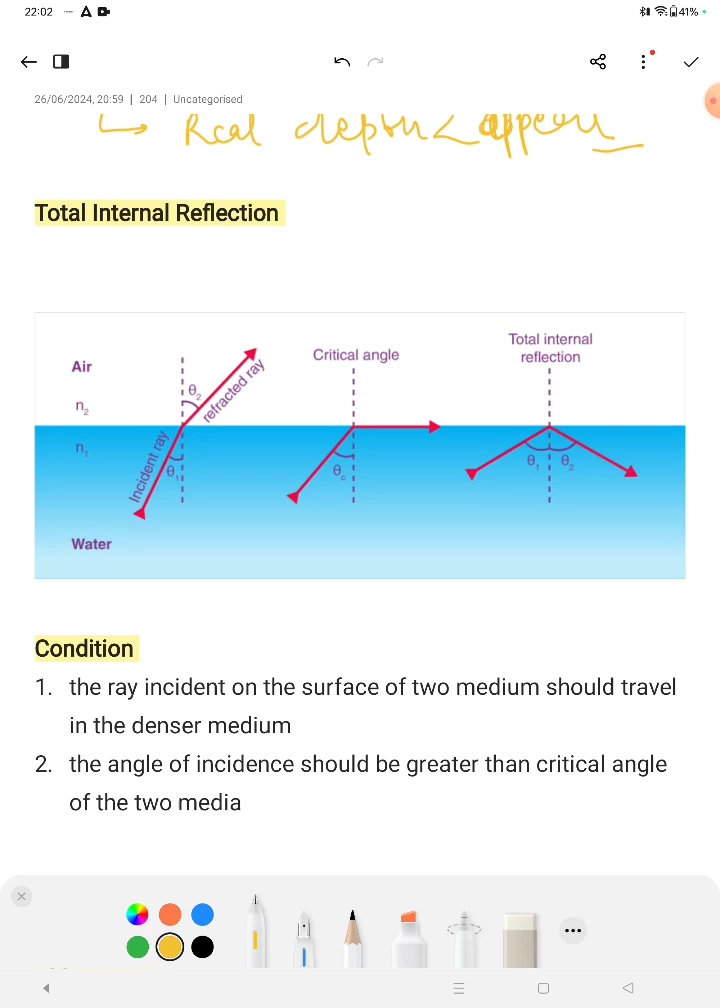 22:02
41%
26/06/2024, 20:59 | 204 | Uncategorised
↳ Real depth < appear
Total Internal Reflection
Air
n₂
n₁
Water
Incident ray
θ₁
θ₂
refracted ray
Critical angle
θc
Total internal
reflection
θ₁ θ₂
Condition
1. the ray incident on the surface of two medium should travel
in the denser medium
2. the angle of incidence should be greater than critical angle
of the two media